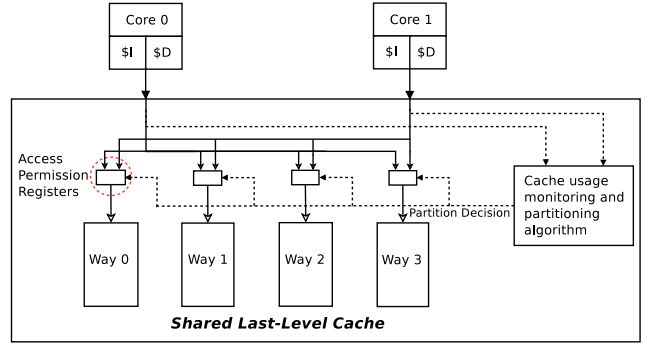 Core 0
Core 1
$I $D
$I $D
Access
Permission
Registers
Cache usage
monitoring and
partitioning
algorithm
Partition Decision
Way 0
Way 1
Way 2
Way 3
Shared Last-Level Cache